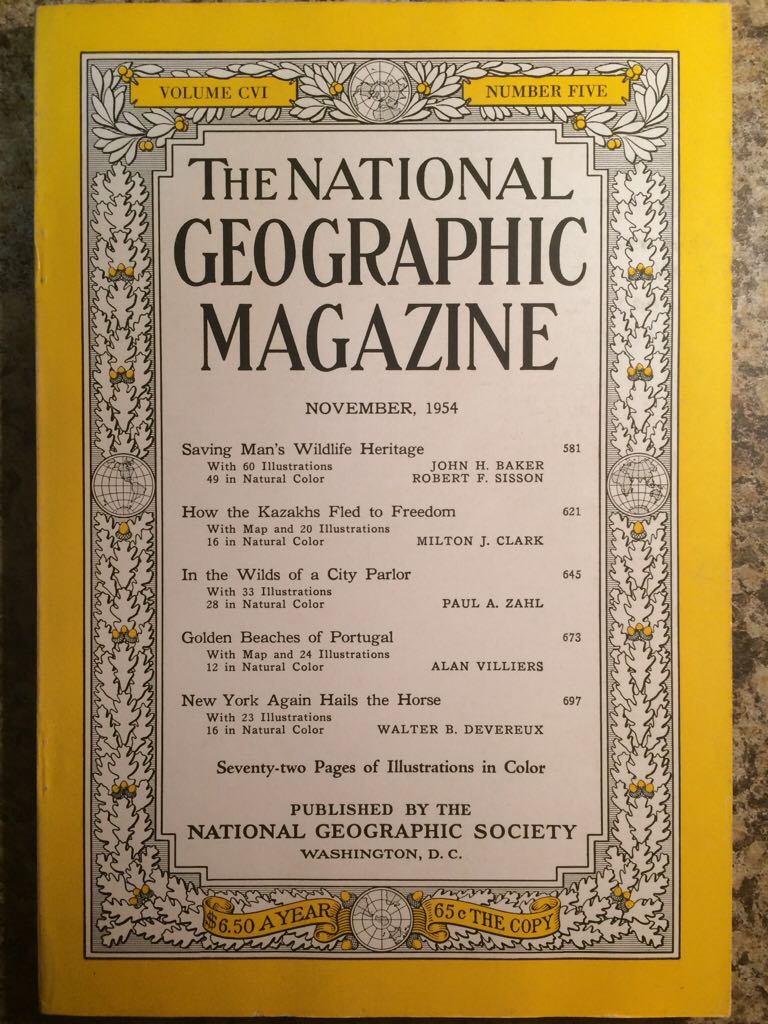 VOLUME CVI
NUMBER FIVE
THE NATIONAL
GEOGRAPHIC
MAGAZINE
NOVEMBER, 1954
Saving Man's Wildlife Heritage 581
With 60 Illustrations JOHN H. BAKER
49 in Natural Color ROBERT F. SISSON
How the Kazakhs Fled to Freedom 621
With Map and 20 Illustrations
16 in Natural Color MILTON J. CLARK
In the Wilds of a City Parlor 645
With 33 Illustrations
28 in Natural Color PAUL A. ZAHL
Golden Beaches of Portugal 673
With Map and 24 Illustrations
12 in Natural Color ALAN VILLIERS
New York Again Hails the Horse 697
With 23 Illustrations
16 in Natural Color WALTER B. DEVEREUX
Seventy-two Pages of Illustrations in Color
PUBLISHED BY THE
NATIONAL GEOGRAPHIC SOCIETY
WASHINGTON, D. C.
$6.50 A YEAR
65c THE COPY